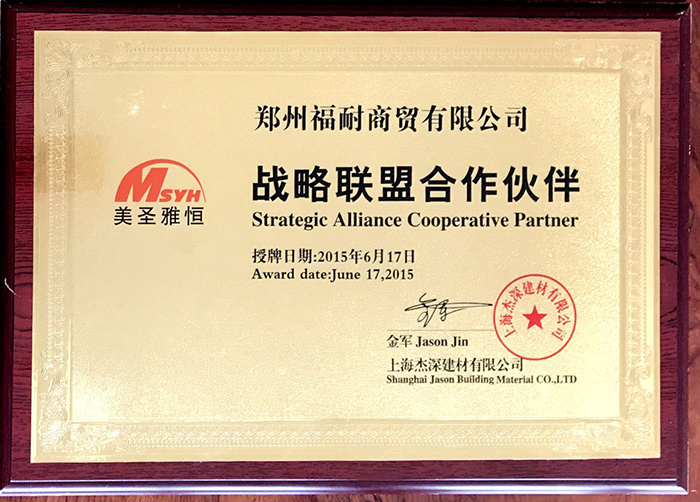 郑州福耐商贸有限公司
MSYH
美圣雅恒
战略联盟合作伙伴
Strategic Alliance Cooperative Partner
授牌日期:2015年6月17日
Award date:June 17,2015
金军 Jason Jin
上海杰深建材有限公司
Shanghai Jason Building Material CO.,LTD
上海杰深建材有限公司